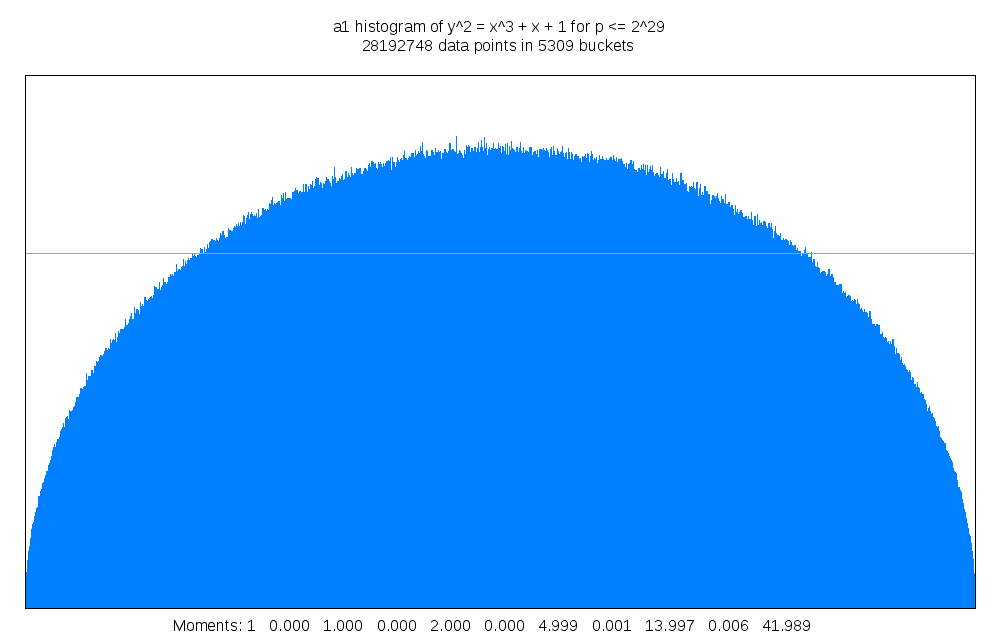 a1 histogram of y^2 = x^3 + x + 1 for p <= 2^29
28192748 data points in 5309 buckets
Moments: 1 0.000 1.000 0.000 2.000 0.000 4.999 0.001 13.997 0.006 41.989